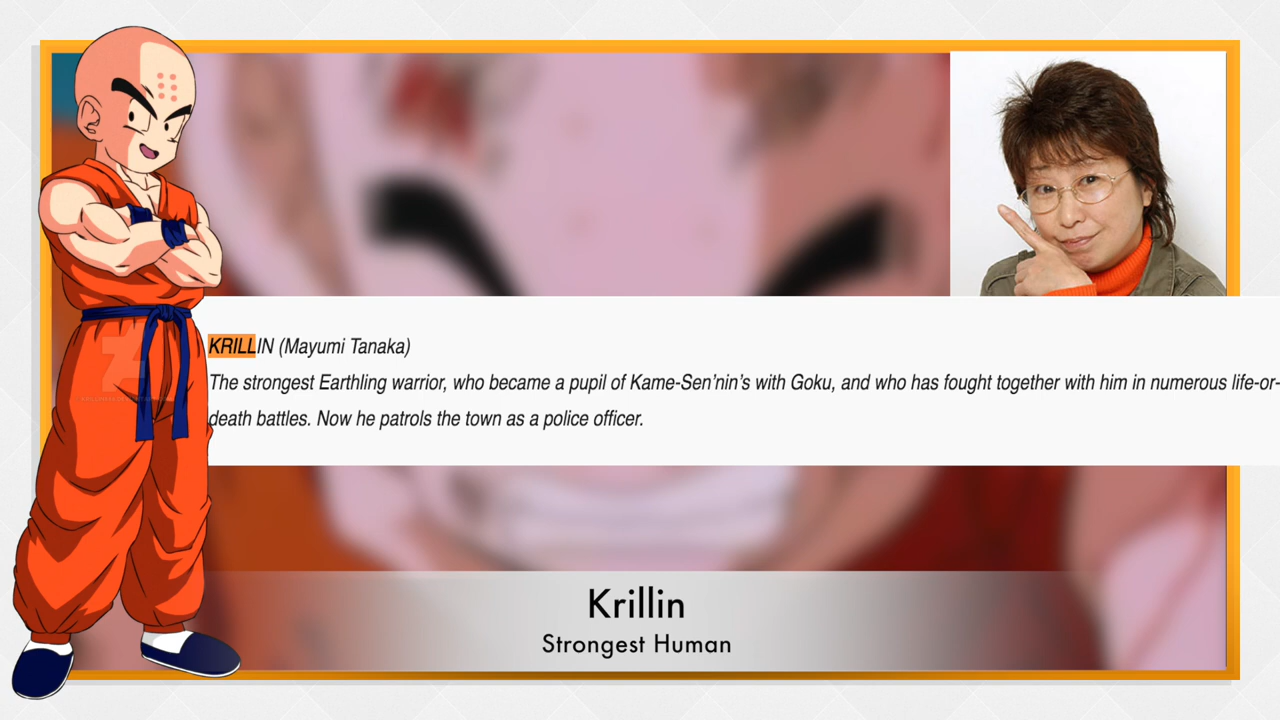 KRILLIN (Mayumi Tanaka)
The strongest Earthling warrior, who became a pupil of Kame-Sen’nin’s with Goku, and who has fought together with him in numerous life-or-
death battles. Now he patrols the town as a police officer.
Krillin
Strongest Human